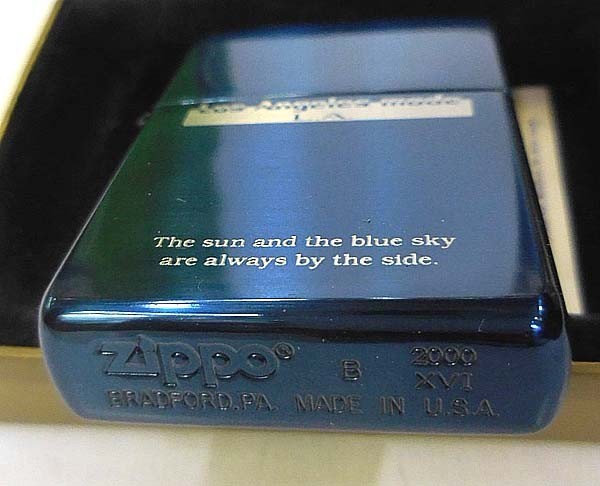 Los Angeles mode
L.A
The sun and the blue sky
are always by the side.
Zippo® B 2000
XVI
BRADFORD, PA. MADE IN U.S.A.